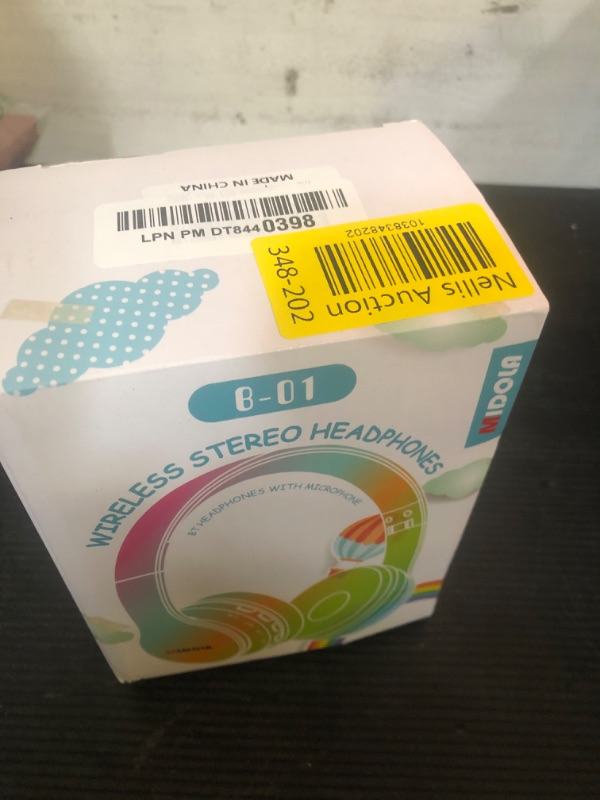 MADE IN CHINA
LPN PM DT8440398
Nellis Auction
1038348202
348-202
B-01
MIDOLA
WIRELESS STEREO HEADPHONES
BT HEADPHONES WITH MICROPHONE
MIDOLA